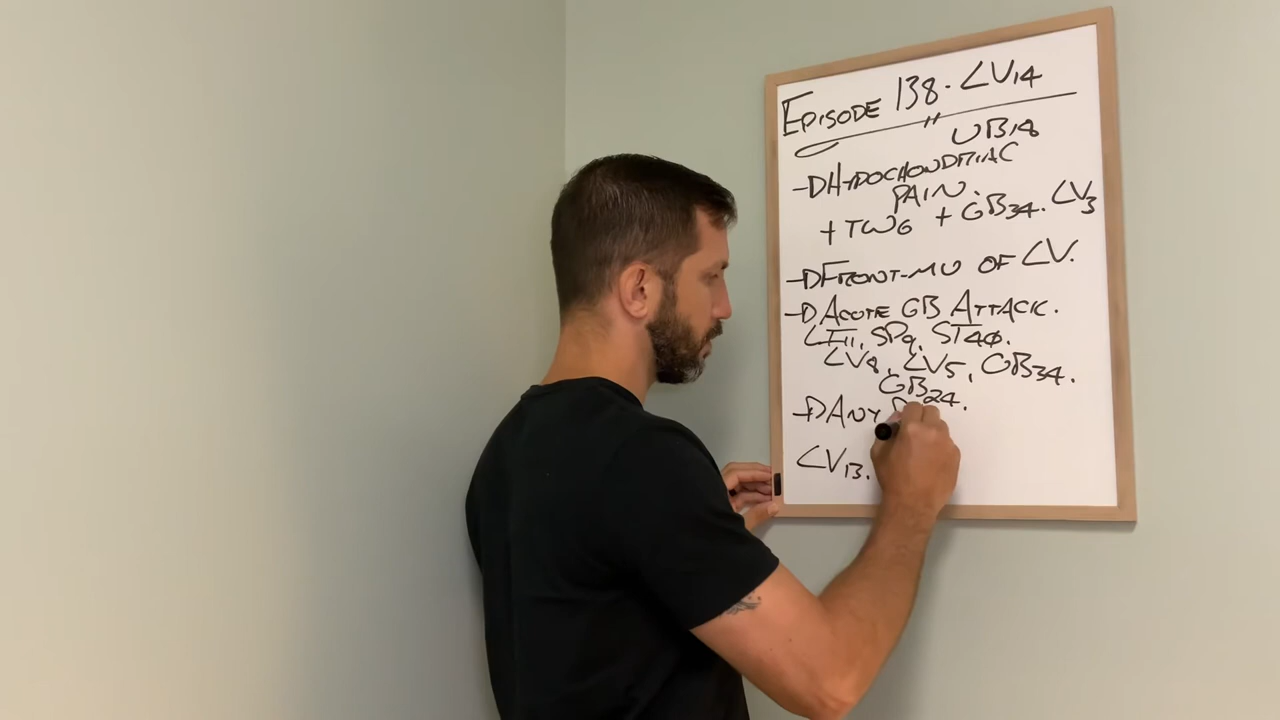 EPISODE 138. LV14
UB18
→ HYPOCHONDRIAC
PAIN.
+ TW6 + GB34. LV3
→ FRONT-MU OF LV.
→ ACUTE GB ATTACK.
LI11, SP9, ST40.
LV8, LV5, GB34.
GB24.
→ ANY
LV13.